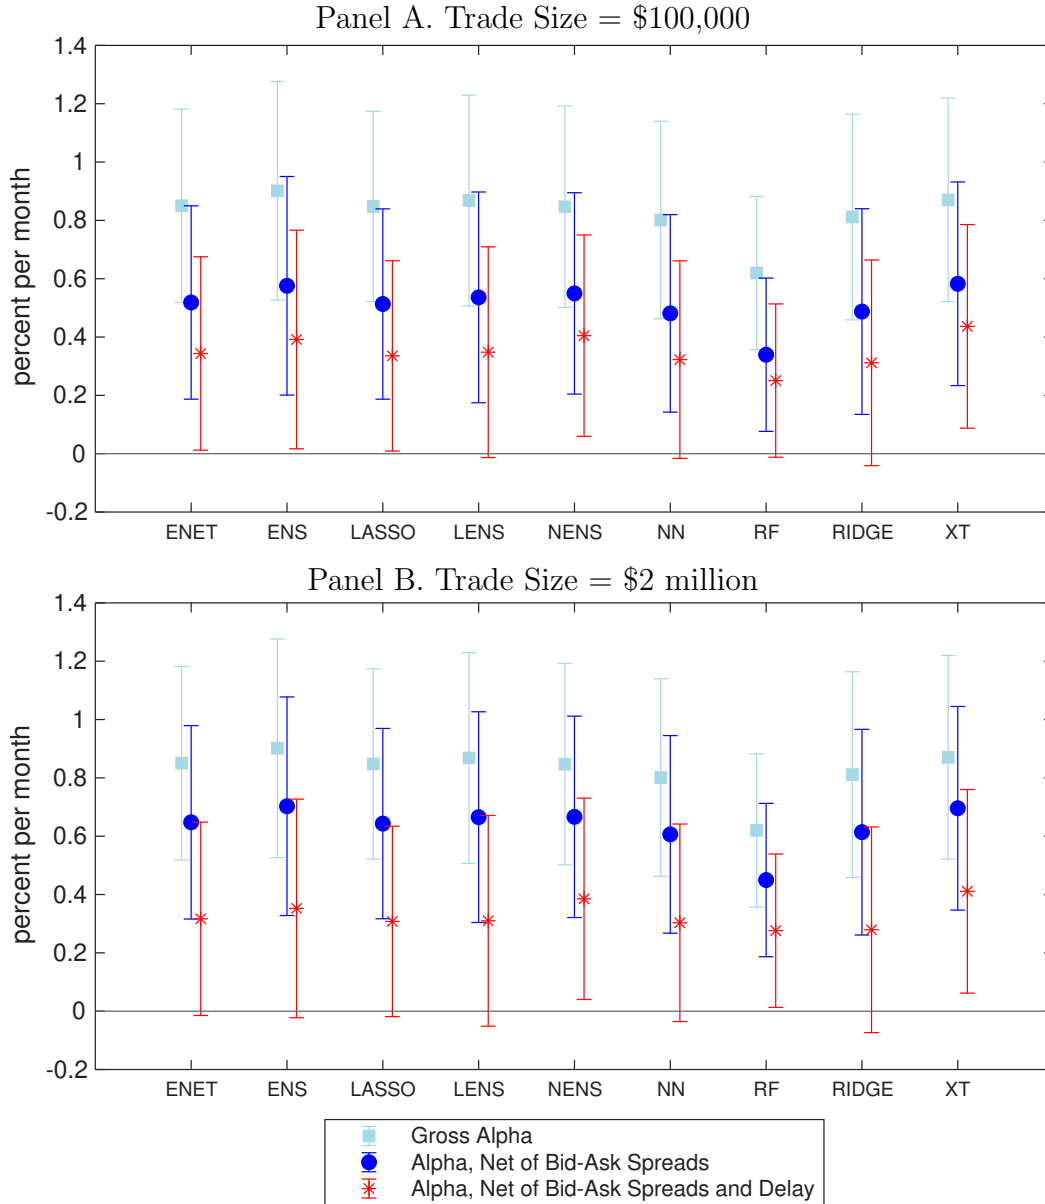 Panel A. Trade Size = $100,000
percent per month
1.4
1.2
1
0.8
0.6
0.4
0.2
0
-0.2
ENET ENS LASSO LENS NENS NN RF RIDGE XT
Panel B. Trade Size = $2 million
percent per month
1.4
1.2
1
0.8
0.6
0.4
0.2
0
-0.2
ENET ENS LASSO LENS NENS NN RF RIDGE XT
Gross Alpha
Alpha, Net of Bid-Ask Spreads
Alpha, Net of Bid-Ask Spreads and Delay